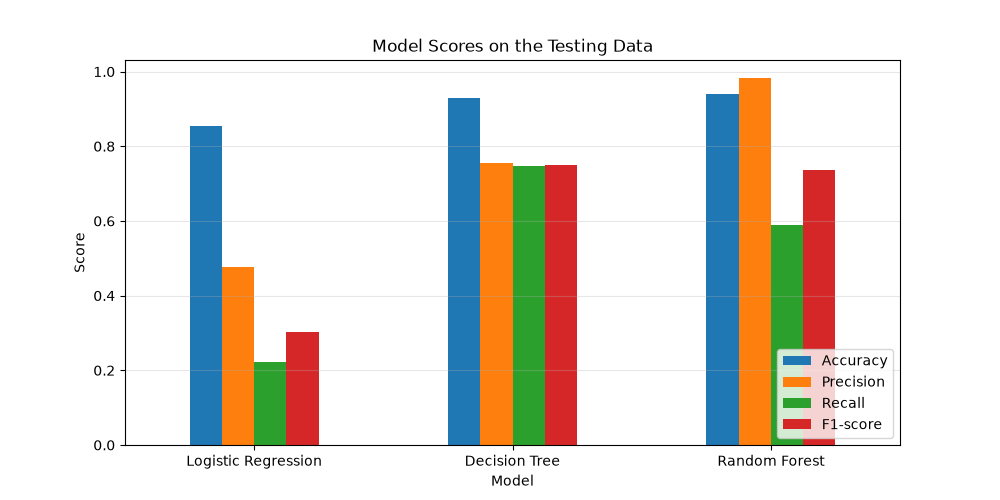 Model Scores on the Testing Data
1.0
0.8
0.6
0.4
0.2
0.0
Score
Logistic Regression
Decision Tree
Random Forest
Model
Accuracy
Precision
Recall
F1-score